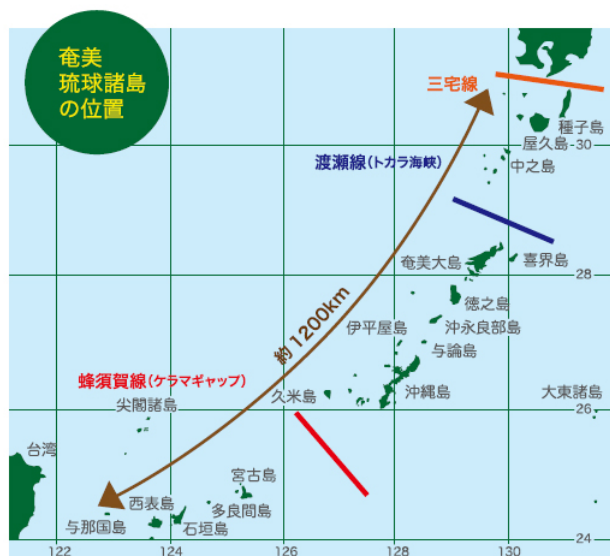 奄美
琉球諸島
の位置
三宅線
種子島
屋久島
30
中之島
渡瀬線(トカラ海峡)
奄美大島
喜界島
28
徳之島
沖永良部島
伊平屋島
与論島
約1200km
蜂須賀線(ケラマギャップ)
久米島
沖縄島
大東諸島
尖閣諸島
26
台湾
宮古島
西表島
多良間島
与那国島
石垣島
24
122
124
126
128
130